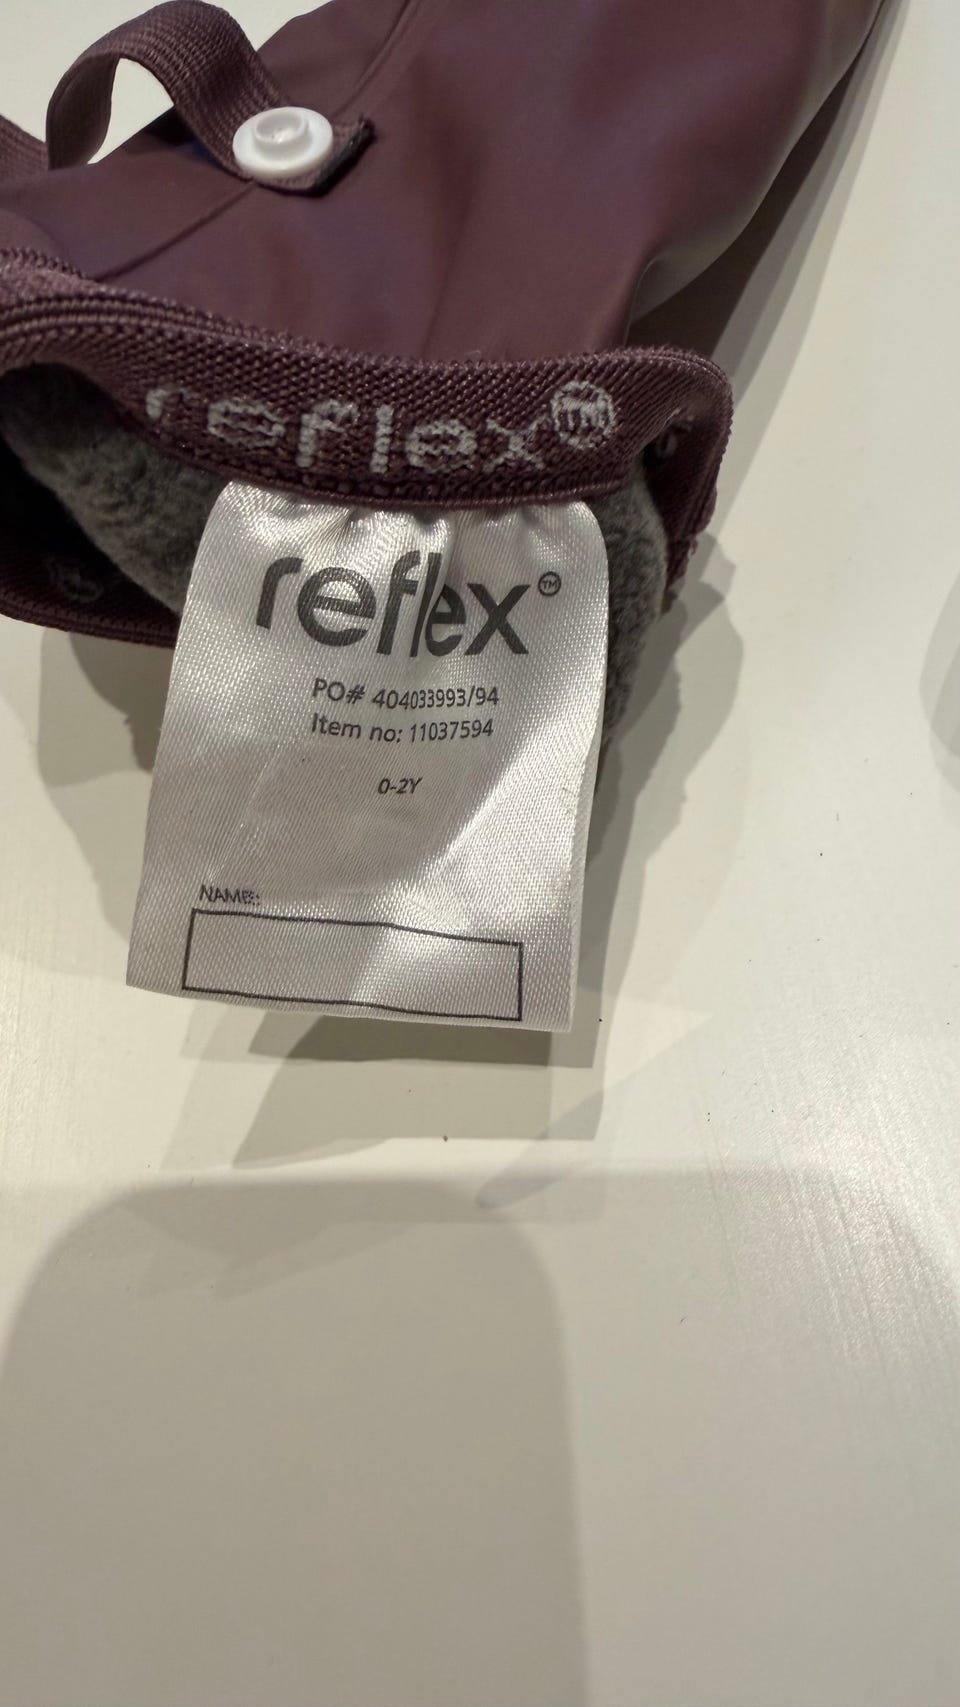 reflex™
reflex™
PO# 404033993/94
Item no: 11037594
0-2Y
NAME: